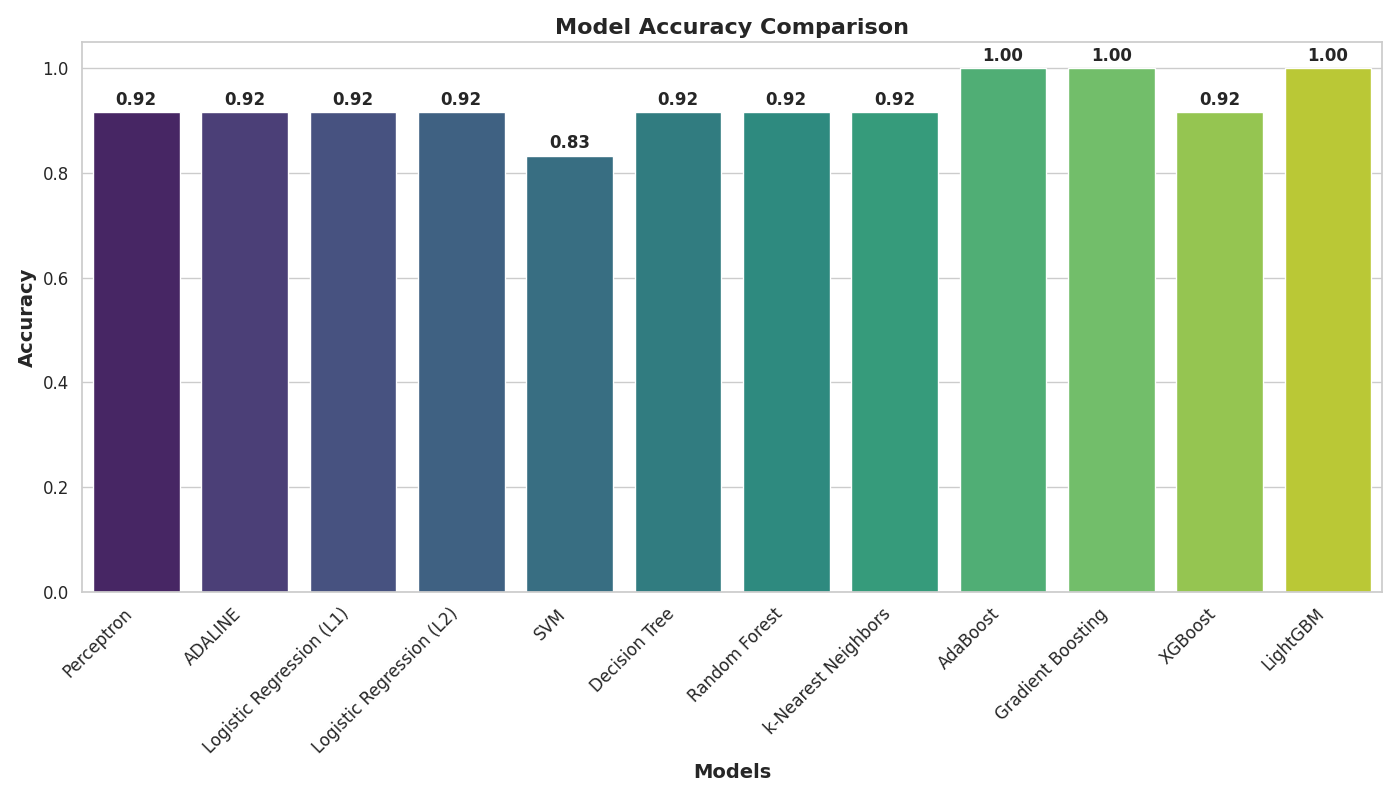 Model Accuracy Comparison
1.00 1.00 1.00
1.0
0.92 0.92 0.92 0.92 0.92 0.92 0.92 0.92
0.83
0.8
0.6
Accuracy
0.4
0.2
0.0
Perceptron
ADALINE
Logistic Regression (L1)
Logistic Regression (L2)
SVM
Decision Tree
Random Forest
k-Nearest Neighbors
AdaBoost
Gradient Boosting
XGBoost
LightGBM
Models